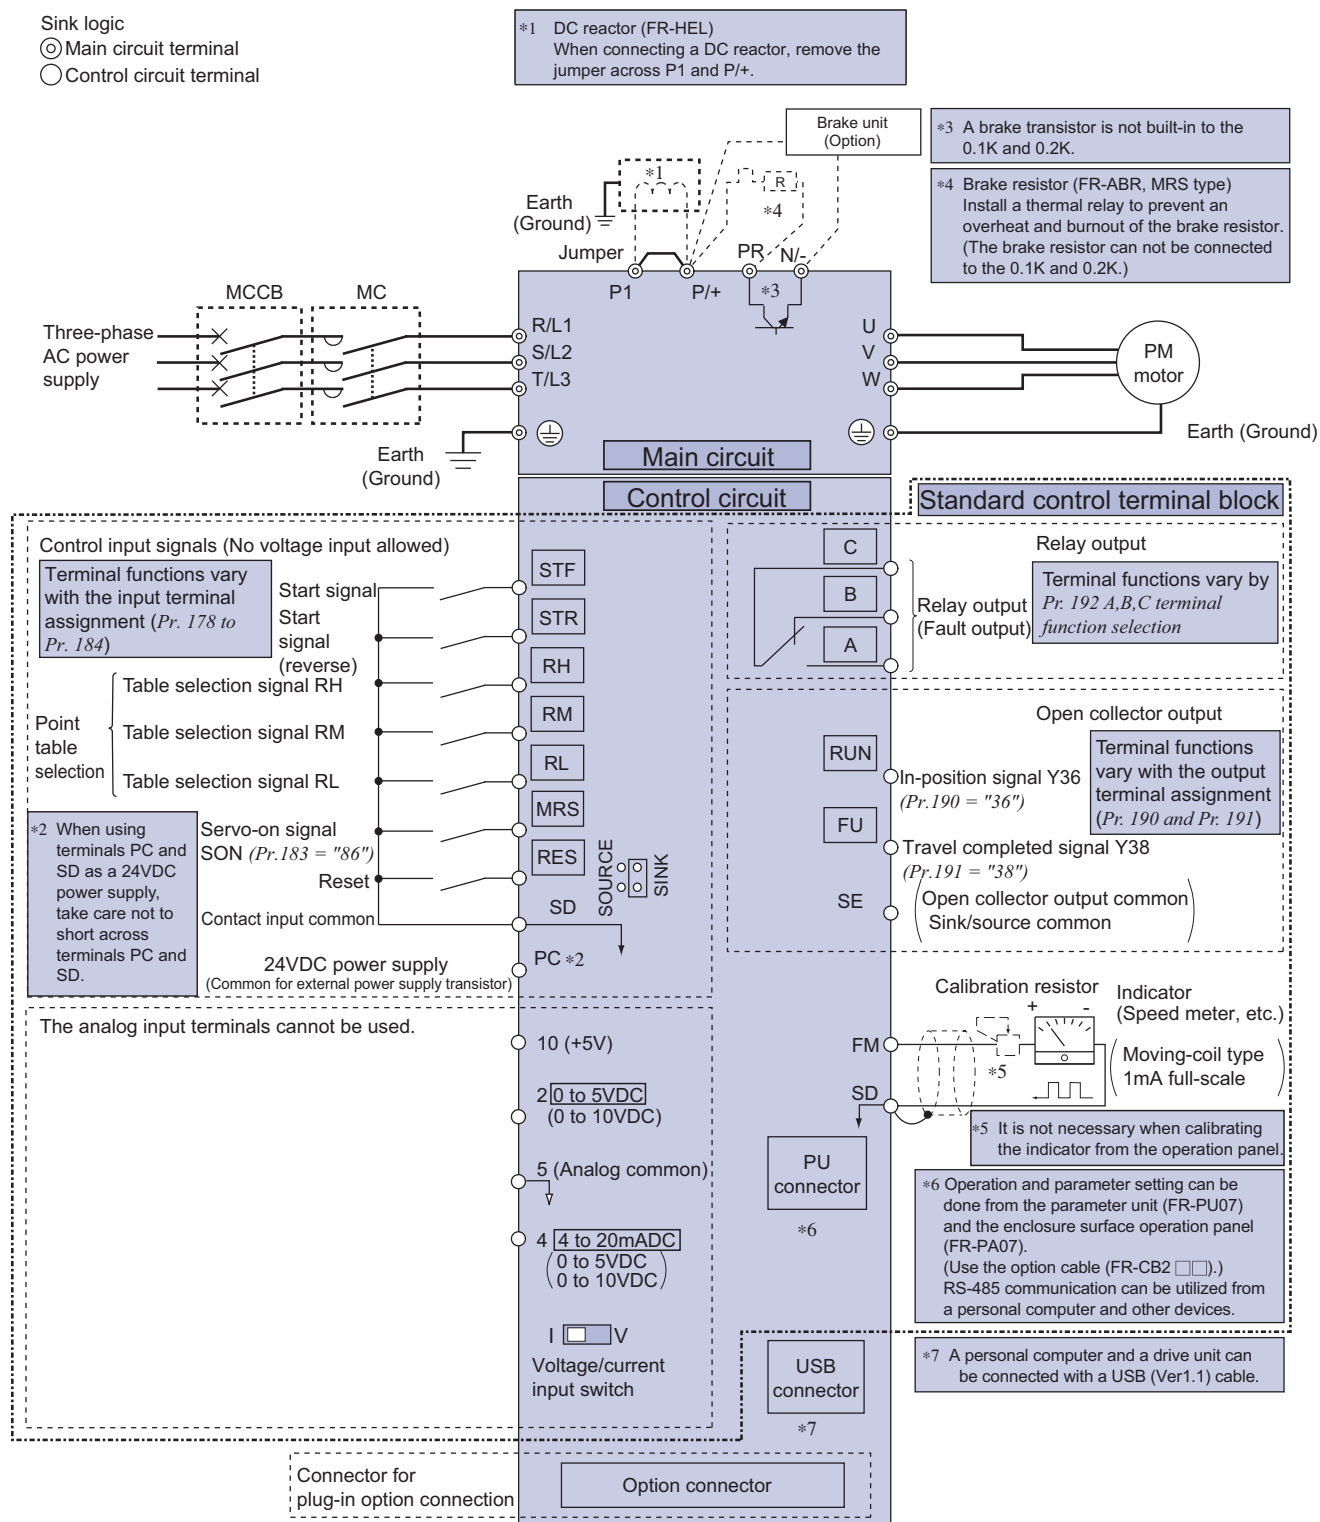 Sink logic
Main circuit terminal
Control circuit terminal
*1 DC reactor (FR-HEL)
When connecting a DC reactor, remove the
jumper across P1 and P/+.
Brake unit
(Option)
*3 A brake transistor is not built-in to the
0.1K and 0.2K.
*4 Brake resistor (FR-ABR, MRS type)
Install a thermal relay to prevent an
overheat and burnout of the brake resistor.
(The brake resistor can not be connected
to the 0.1K and 0.2K.)
*1
R
*4
Earth
(Ground)
Jumper
PR
N/-
P1
P/+
*3
MCCB
MC
Three-phase
AC power
supply
R/L1
S/L2
T/L3
U
V
W
PM
motor
Earth
(Ground)
Earth (Ground)
Main circuit
Control circuit
Standard control terminal block
Control input signals (No voltage input allowed)
Terminal functions vary
with the input terminal
assignment (Pr. 178 to
Pr. 184)
Start signal
Start
signal
(reverse)
Table selection signal RH
Point
table
selection
Table selection signal RM
Table selection signal RL
*2 When using
terminals PC and
SD as a 24VDC
power supply,
take care not to
short across
terminals PC and
SD.
Servo-on signal
SON (Pr.183 = "86")
Reset
Contact input common
24VDC power supply
(Common for external power supply transistor)
STF
STR
RH
RM
RL
MRS
RES
SOURCE
SINK
SD
PC *2
C
B
A
Relay output
Relay output
(Fault output)
Terminal functions vary by
Pr. 192 A,B,C terminal
function selection
Open collector output
RUN
In-position signal Y36
(Pr.190 = "36")
Terminal functions
vary with the output
terminal assignment
(Pr. 190 and Pr. 191)
FU
Travel completed signal Y38
(Pr.191 = "38")
SE
Open collector output common
Sink/source common
The analog input terminals cannot be used.
10 (+5V)
2 0 to 5VDC
(0 to 10VDC)
5 (Analog common)
4 4 to 20mADC
0 to 5VDC
0 to 10VDC
I V
Voltage/current
input switch
Calibration resistor
+ -
Indicator
(Speed meter, etc.)
FM
*5
Moving-coil type
1mA full-scale
SD
*5 It is not necessary when calibrating
the indicator from the operation panel.
PU
connector
*6
*6 Operation and parameter setting can be
done from the parameter unit (FR-PU07)
and the enclosure surface operation panel
(FR-PA07).
(Use the option cable (FR-CB2 □□).)
RS-485 communication can be utilized from
a personal computer and other devices.
USB
connector
*7
*7 A personal computer and a drive unit can
be connected with a USB (Ver1.1) cable.
Connector for
plug-in option connection
Option connector